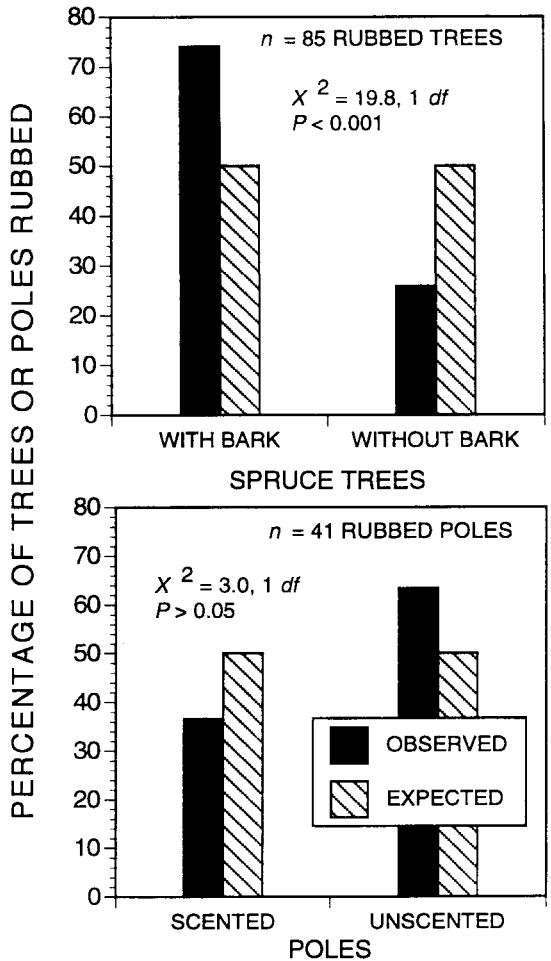 PERCENTAGE OF TREES OR POLES RUBBED
80
70
60
50
40
30
20
10
0
n = 85 RUBBED TREES
X 2 = 19.8, 1 df
P < 0.001
WITH BARK WITHOUT BARK
SPRUCE TREES
80
70
60
50
40
30
20
10
0
n = 41 RUBBED POLES
X 2 = 3.0, 1 df
P > 0.05
OBSERVED
EXPECTED
SCENTED UNSCENTED
POLES